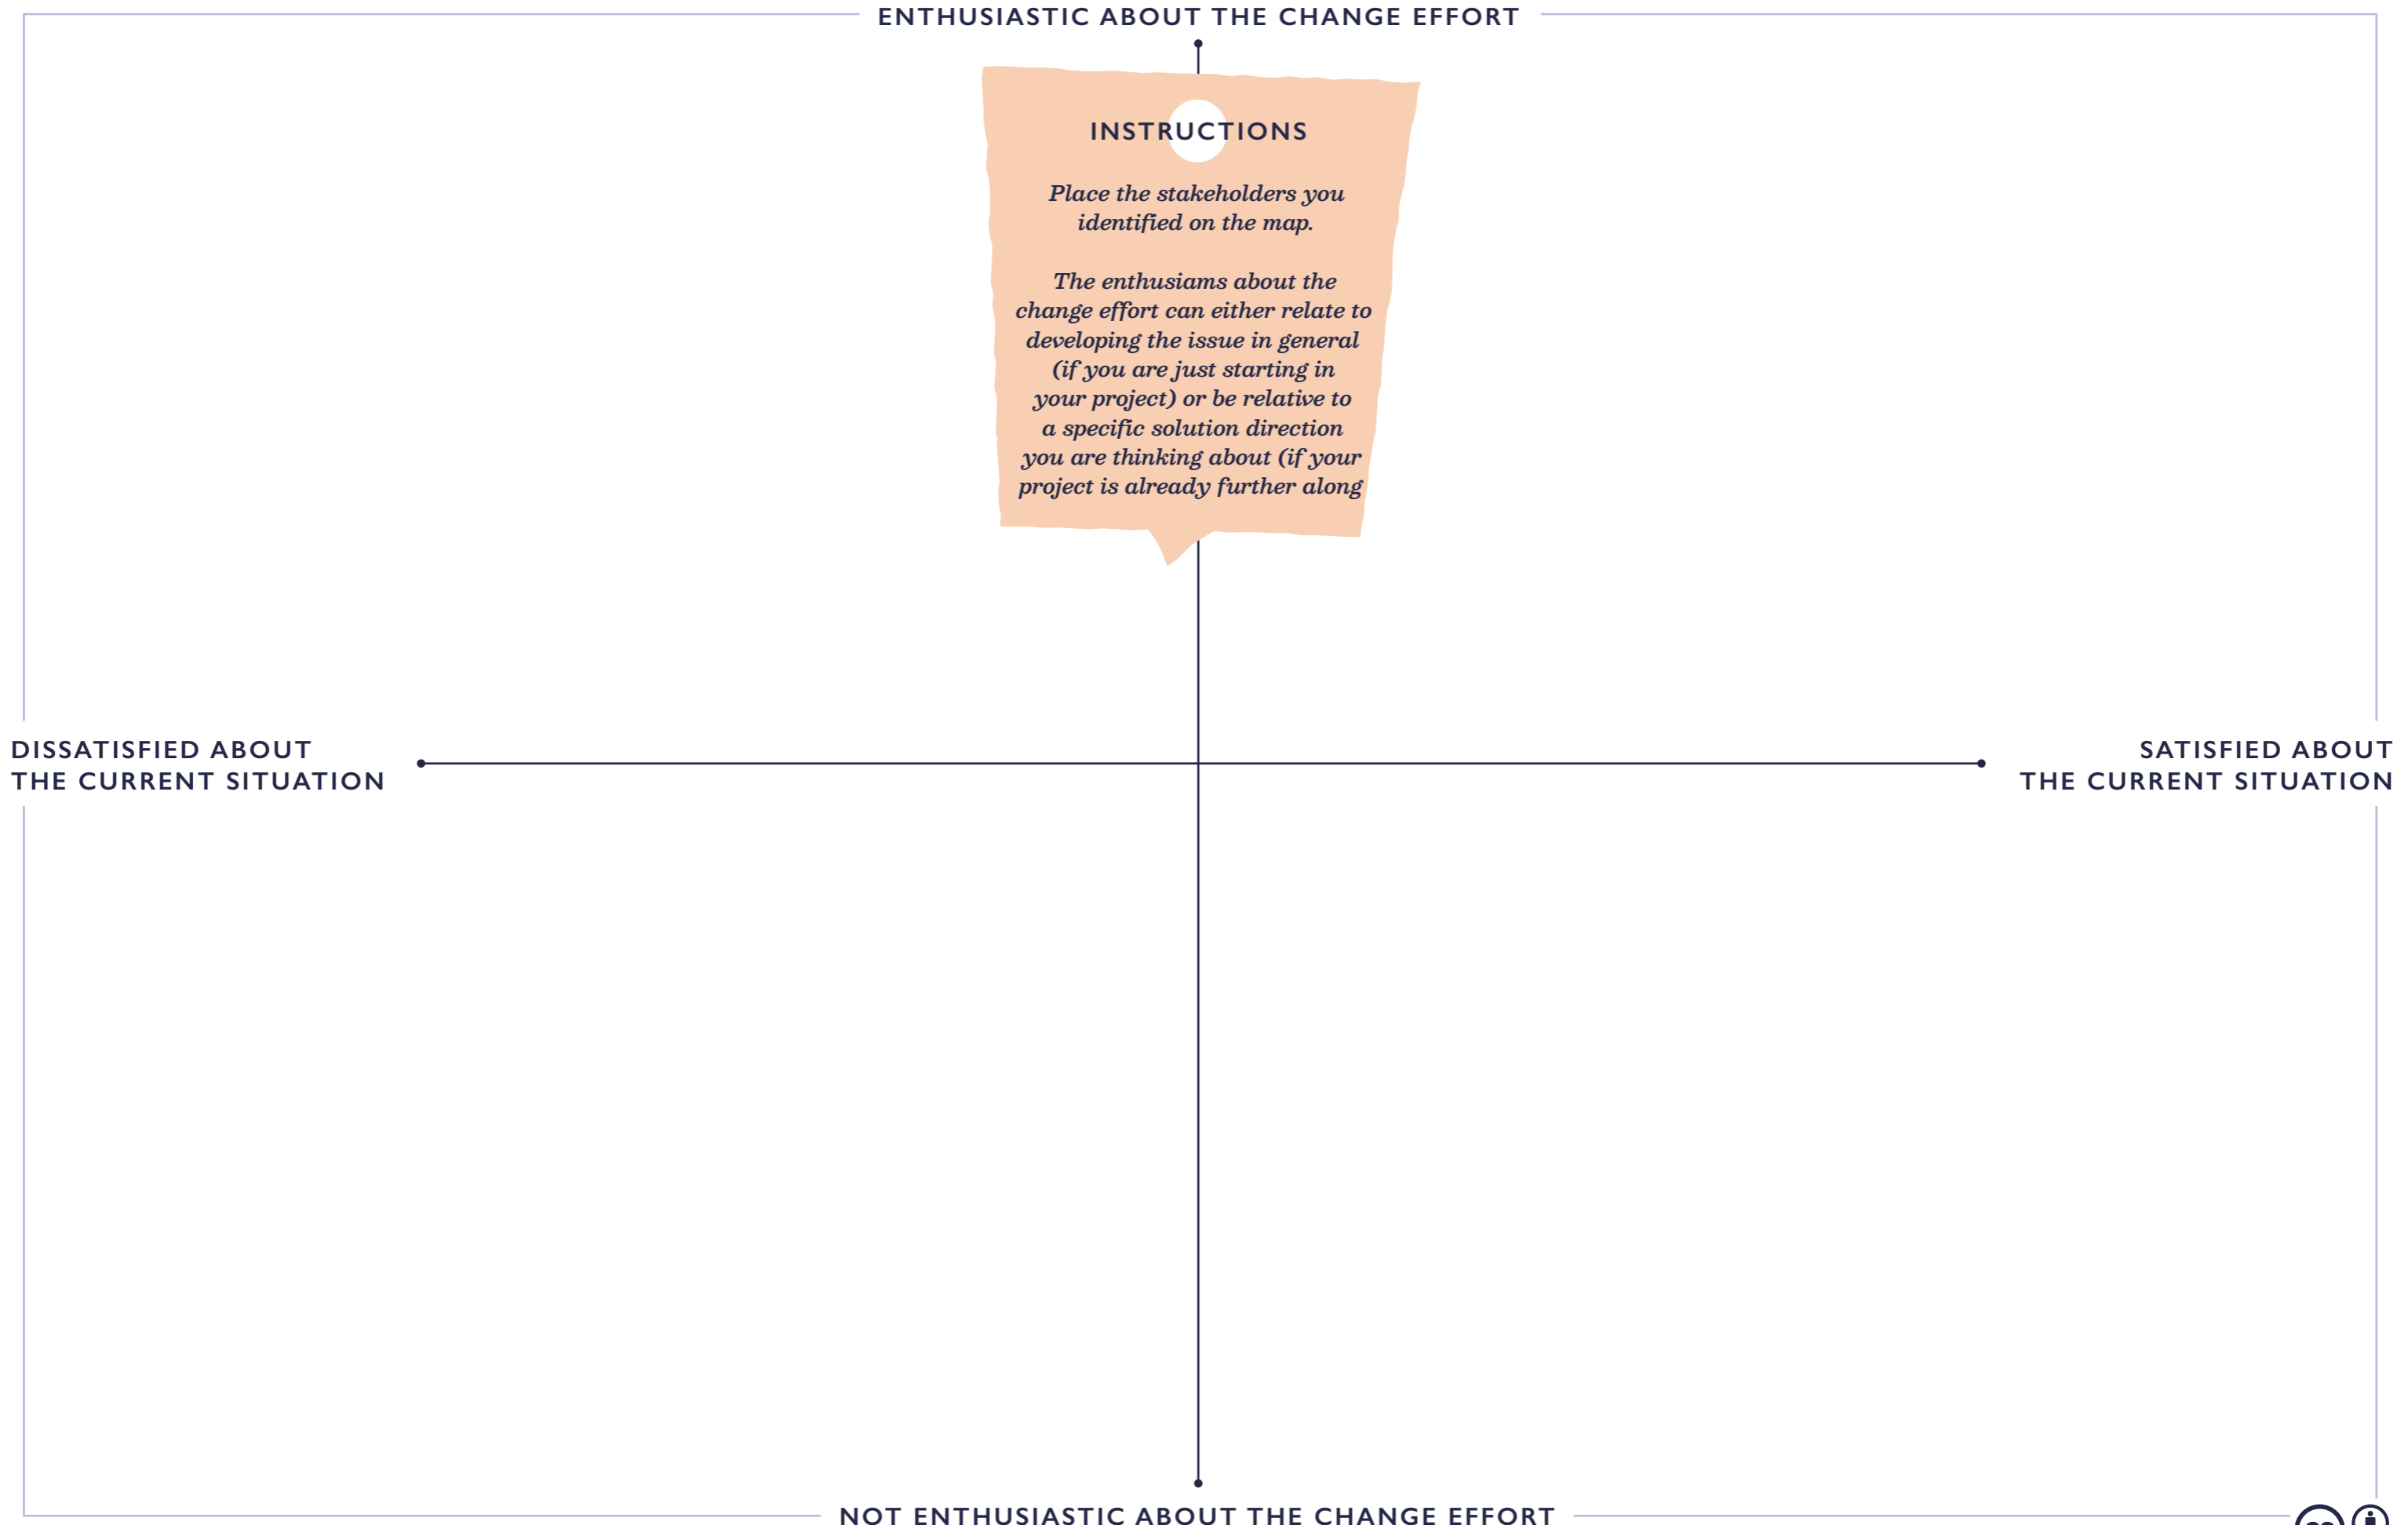 ENTHUSIASTIC ABOUT THE CHANGE EFFORT
INSTRUCTIONS
Place the stakeholders you
identified on the map.
The enthusiams about the
change effort can either relate to
developing the issue in general
(if you are just starting in
your project) or be relative to
a specific solution direction
you are thinking about (if your
project is already further along
DISSATISFIED ABOUT
THE CURRENT SITUATION
SATISFIED ABOUT
THE CURRENT SITUATION
NOT ENTHUSIASTIC ABOUT THE CHANGE EFFORT